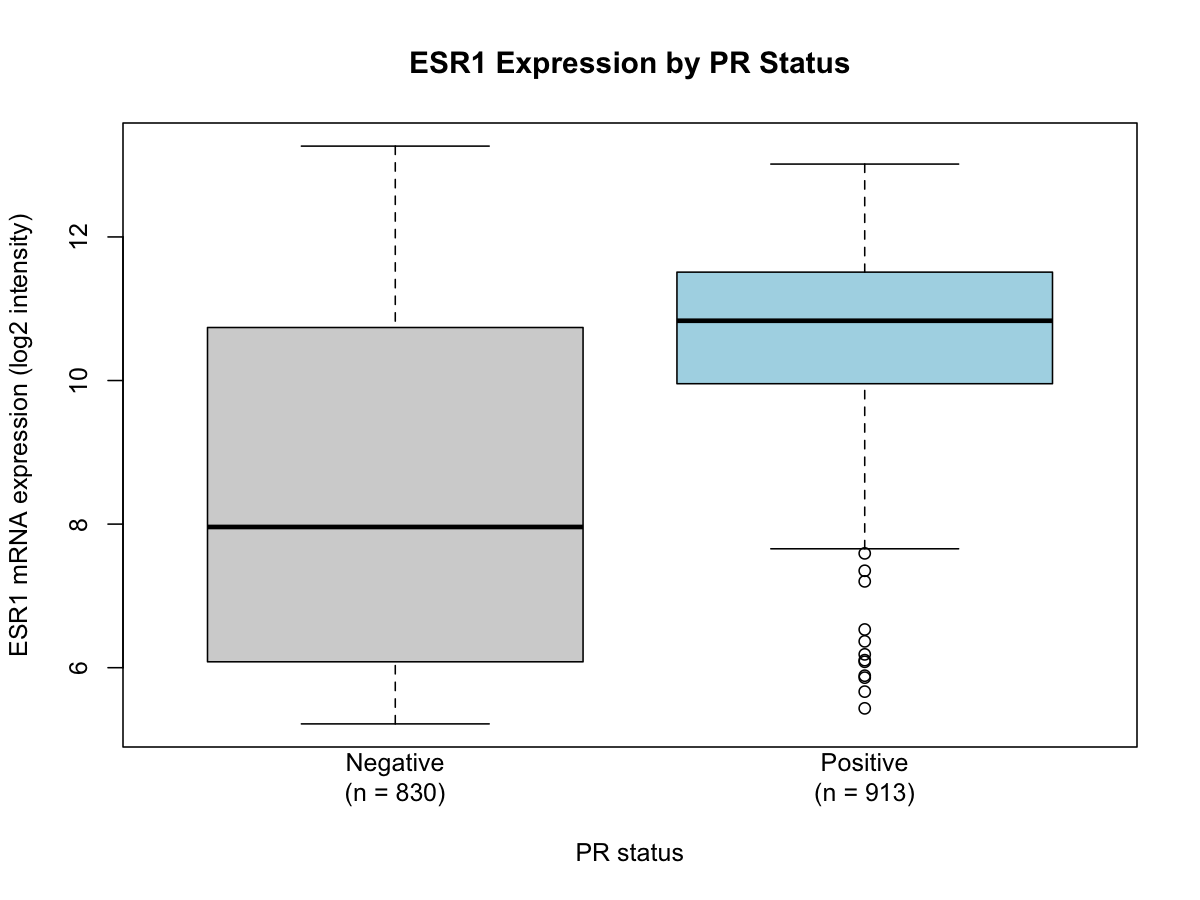 ESR1 Expression by PR Status
ESR1 mRNA expression (log2 intensity)
12
10
8
6
Negative
(n = 830)
Positive
(n = 913)
PR status